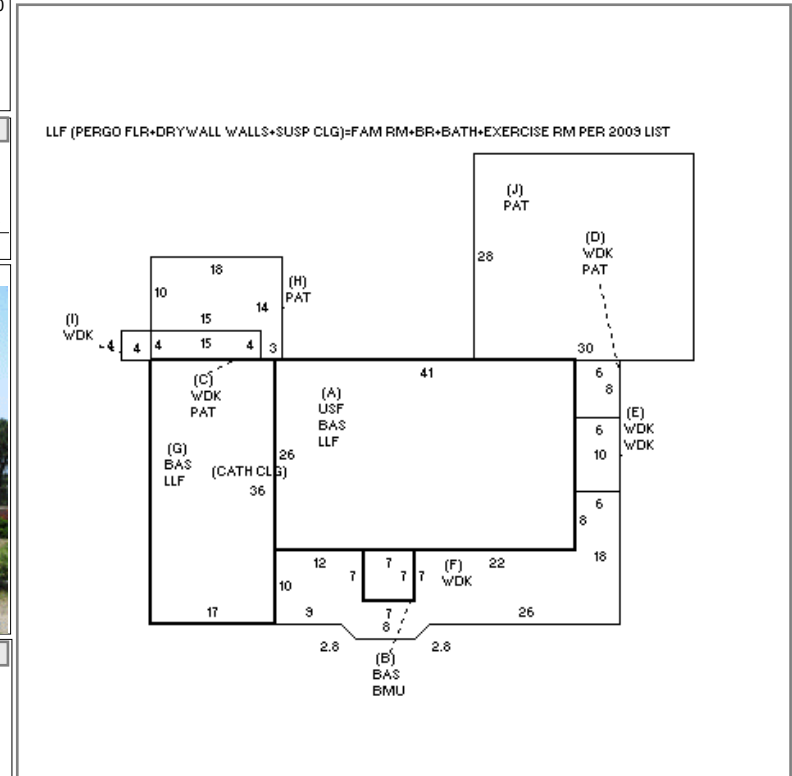 LLF (PERGO FLR+DRYWALL WALLS+SUSP CLG)=FAM RM+BR+BATH+EXERCISE RM PER 2009 LIST
(J)
PAT
(D)
WDK
PAT
28
18
(H)
PAT
10
14
15
(I)
WDK
4
4
4
15
4
3
30
41
6
8
(C)
WDK
PAT
(A)
USF
BAS
LLF
(E)
WDK
WDK
6
10
(G)
BAS
LLF
26
(CATH CLG)
36
6
8
18
12
7
7
7
7
(F)
WDK
22
10
17
9
7
8
26
2.8
2.8
(B)
BAS
BMU